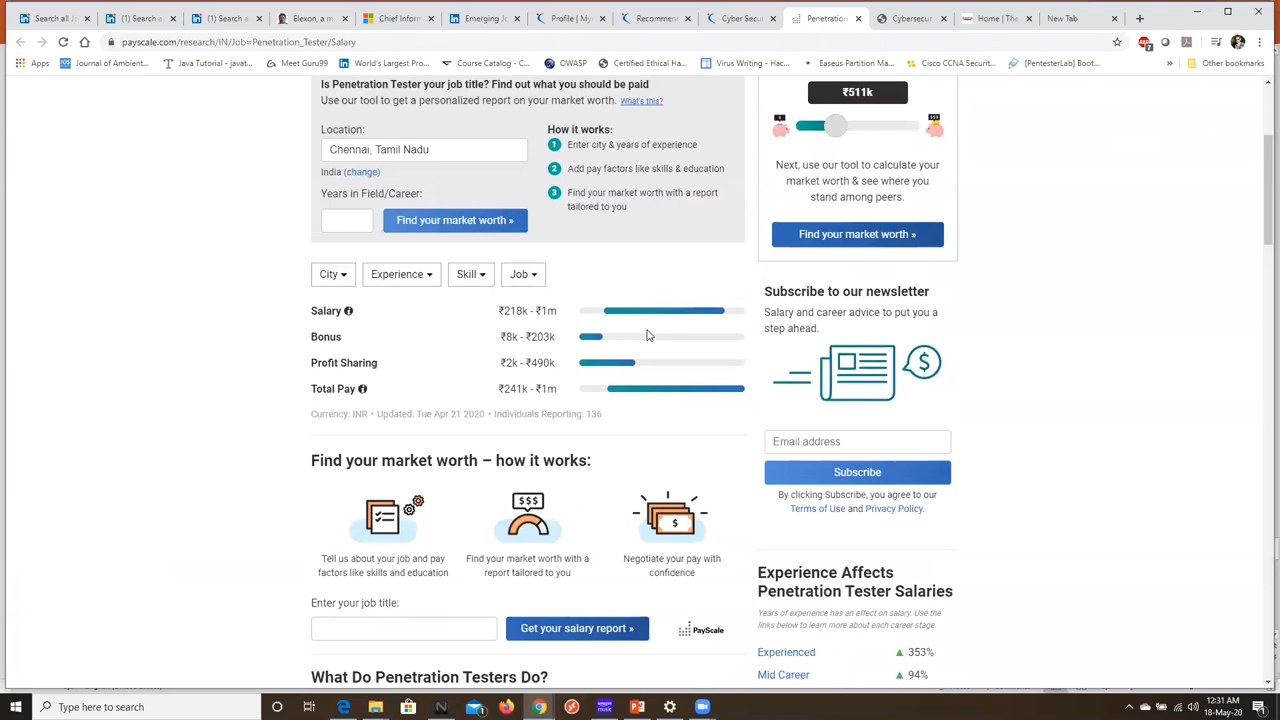 Search all J
(1) Search a
(1) Search a
Elexon, a m
Chief Inforr
Emerging Jo
Profile | My
Recommenc
Cyber Secur
Penetration
Cybersecur
Home | The
New Tab
payscale.com/research/IN/Job=Penetration_Tester/Salary
Apps
Journal of Ambient...
Java Tutorial - javat...
Meet Guru99
World's Largest Pro...
Course Catalog - C...
OWASP
Certified Ethical Ha...
Virus Writing - Hac...
Easeus Partition Ma...
Cisco CCNA Securit...
[PentesterLab] Boot...
»
Other bookmarks
Is Penetration Tester your job title? Find out what you should be paid
Use our tool to get a personalized report on your market worth. What's this?
Location:
Chennai, Tamil Nadu
India (change)
Years in Field/Career:
Find your market worth »
How it works:
1 Enter city & years of experience
2 Add pay factors like skills & education
3 Find your market worth with a report
tailored to you
City
Experience
Skill
Job
Salary ₹218k - ₹1m
Bonus ₹8k - ₹203k
Profit Sharing ₹2k - ₹490k
Total Pay ₹241k - ₹1m
Currency: INR • Updated: Tue Apr 21 2020 • Individuals Reporting: 136
Find your market worth – how it works:
$$$
$
Tell us about your job and pay
factors like skills and education
Find your market worth with a
report tailored to you
Negotiate your pay with
confidence
Enter your job title:
Get your salary report »
PayScale
What Do Penetration Testers Do?
₹511k
$
$$$
Next, use our tool to calculate your
market worth & see where you
stand among peers.
Find your market worth »
Subscribe to our newsletter
Salary and career advice to put you a
step ahead.
$
Email address
Subscribe
By clicking Subscribe, you agree to our
Terms of Use and Privacy Policy.
Experience Affects
Penetration Tester Salaries
Years of experience has an effect on salary. Use the
links below to learn more about each career stage.
Experienced ▲ 353%
Mid Career ▲ 94%
Type here to search
12:31 AM
18-May-20